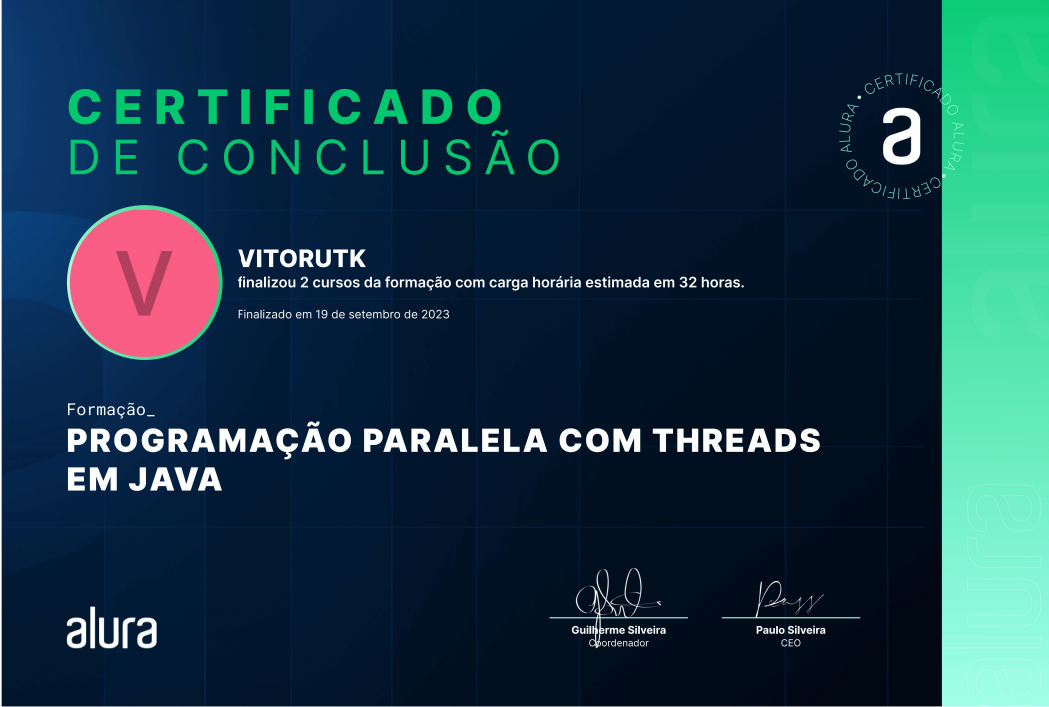 CERTIFICADO
DE CONCLUSÃO
• CERTIFICADO ALURA • CERTIFICADO ALURA
a
V
VITORUTK
finalizou 2 cursos da formação com carga horária estimada em 32 horas.
Finalizado em 19 de setembro de 2023
Formação_
PROGRAMAÇÃO PARALELA COM THREADS
EM JAVA
alura
Guilherme Silveira
Coordenador
Paulo Silveira
CEO
alura
alura